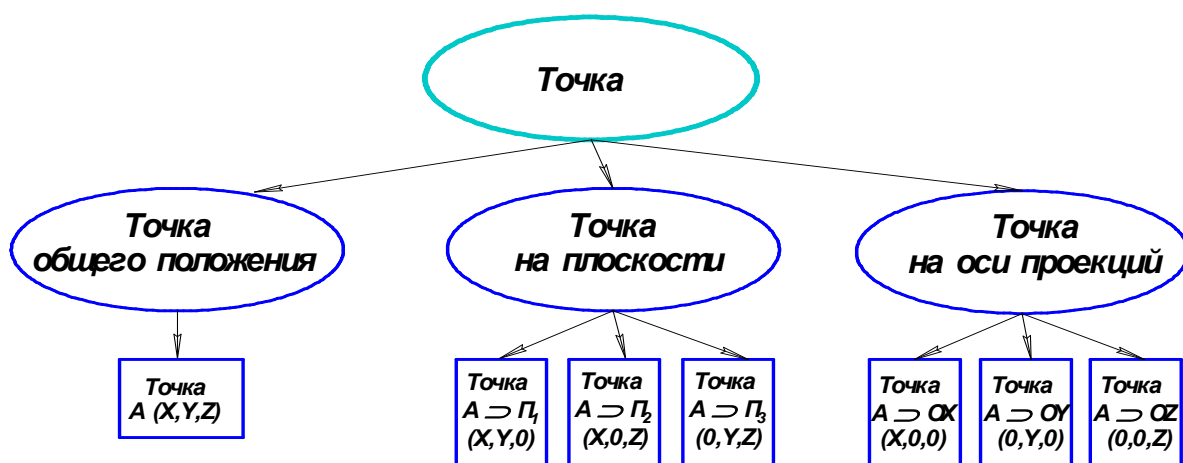 Точка
Точка
общего положения
Точка
на плоскости
Точка
на оси проекций
Точка
А (X,Y,Z)
Точка
А ⊃ П₁
(X,Y,0)
Точка
А ⊃ П₂
(X,0,Z)
Точка
А ⊃ П₃
(0,Y,Z)
Точка
А ⊃ OX
(X,0,0)
Точка
А ⊃ OY
(0,Y,0)
Точка
А ⊃ OZ
(0,0,Z)